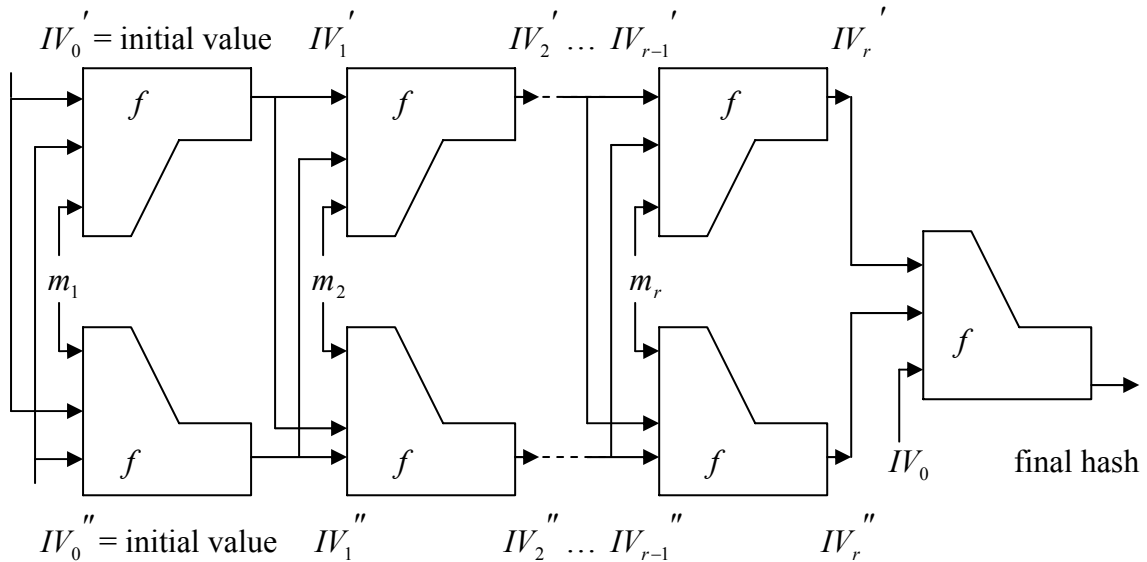 IV₀′ = initial value IV₁′ IV₂′ … IVᵣ₋₁′ IVᵣ′
f f f
m₁ m₂ mᵣ
f
f f f
IV₀ final hash
IV₀″ = initial value IV₁″ IV₂″ … IVᵣ₋₁″ IVᵣ″